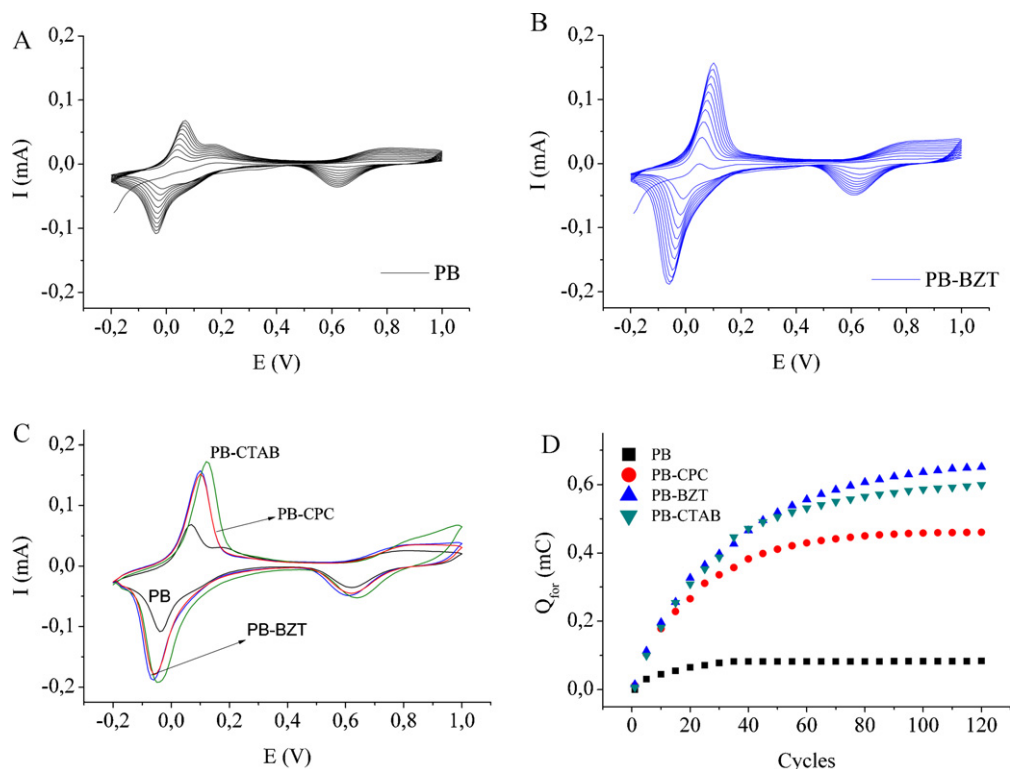 A
0,2
0,1
0,0
-0,1
-0,2
I (mA)
PB
-0,2 0,0 0,2 0,4 0,6 0,8 1,0
E (V)
B
0,2
0,1
0,0
-0,1
-0,2
I (mA)
PB-BZT
-0,2 0,0 0,2 0,4 0,6 0,8 1,0
E (V)
C
0,2
0,1
0,0
-0,1
-0,2
I (mA)
PB-CTAB
PB-CPC
PB
PB-BZT
-0,2 0,0 0,2 0,4 0,6 0,8 1,0
E (V)
D
PB
PB-CPC
PB-BZT
PB-CTAB
0,6
0,4
0,2
0,0
Qfor (mC)
0 20 40 60 80 100 120
Cycles